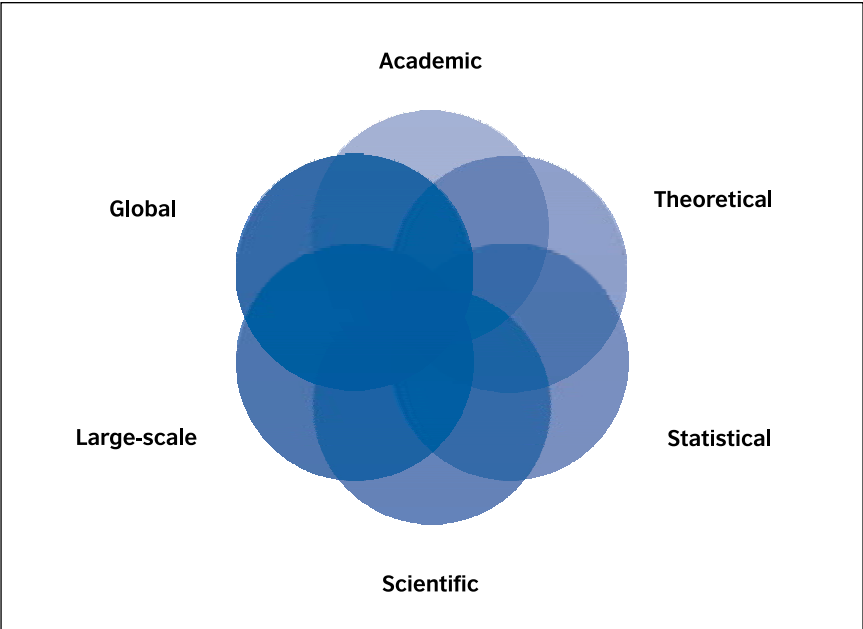 Academic
Global
Theoretical
Large-scale
Statistical
Scientific